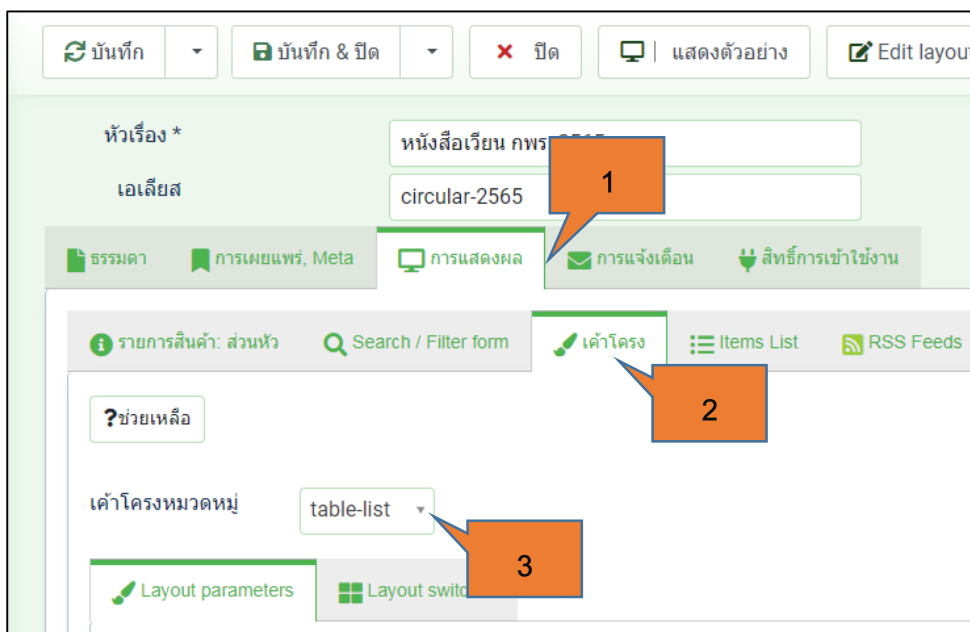 บันทึก บันทึก & ปิด ปิด แสดงตัวอย่าง Edit layout
หัวเรื่อง * หนังสือเวียน กพร
เอเลียส circular-2565
1
ธรรมดา การเผยแพร่, Meta การแสดงผล การแจ้งเตือน สิทธิ์การเข้าใช้งาน
รายการสินค้า: ส่วนหัว Search / Filter form เค้าโครง Items List RSS Feeds
2
?ช่วยเหลือ
เค้าโครงหมวดหมู่ table-list
3
Layout parameters Layout